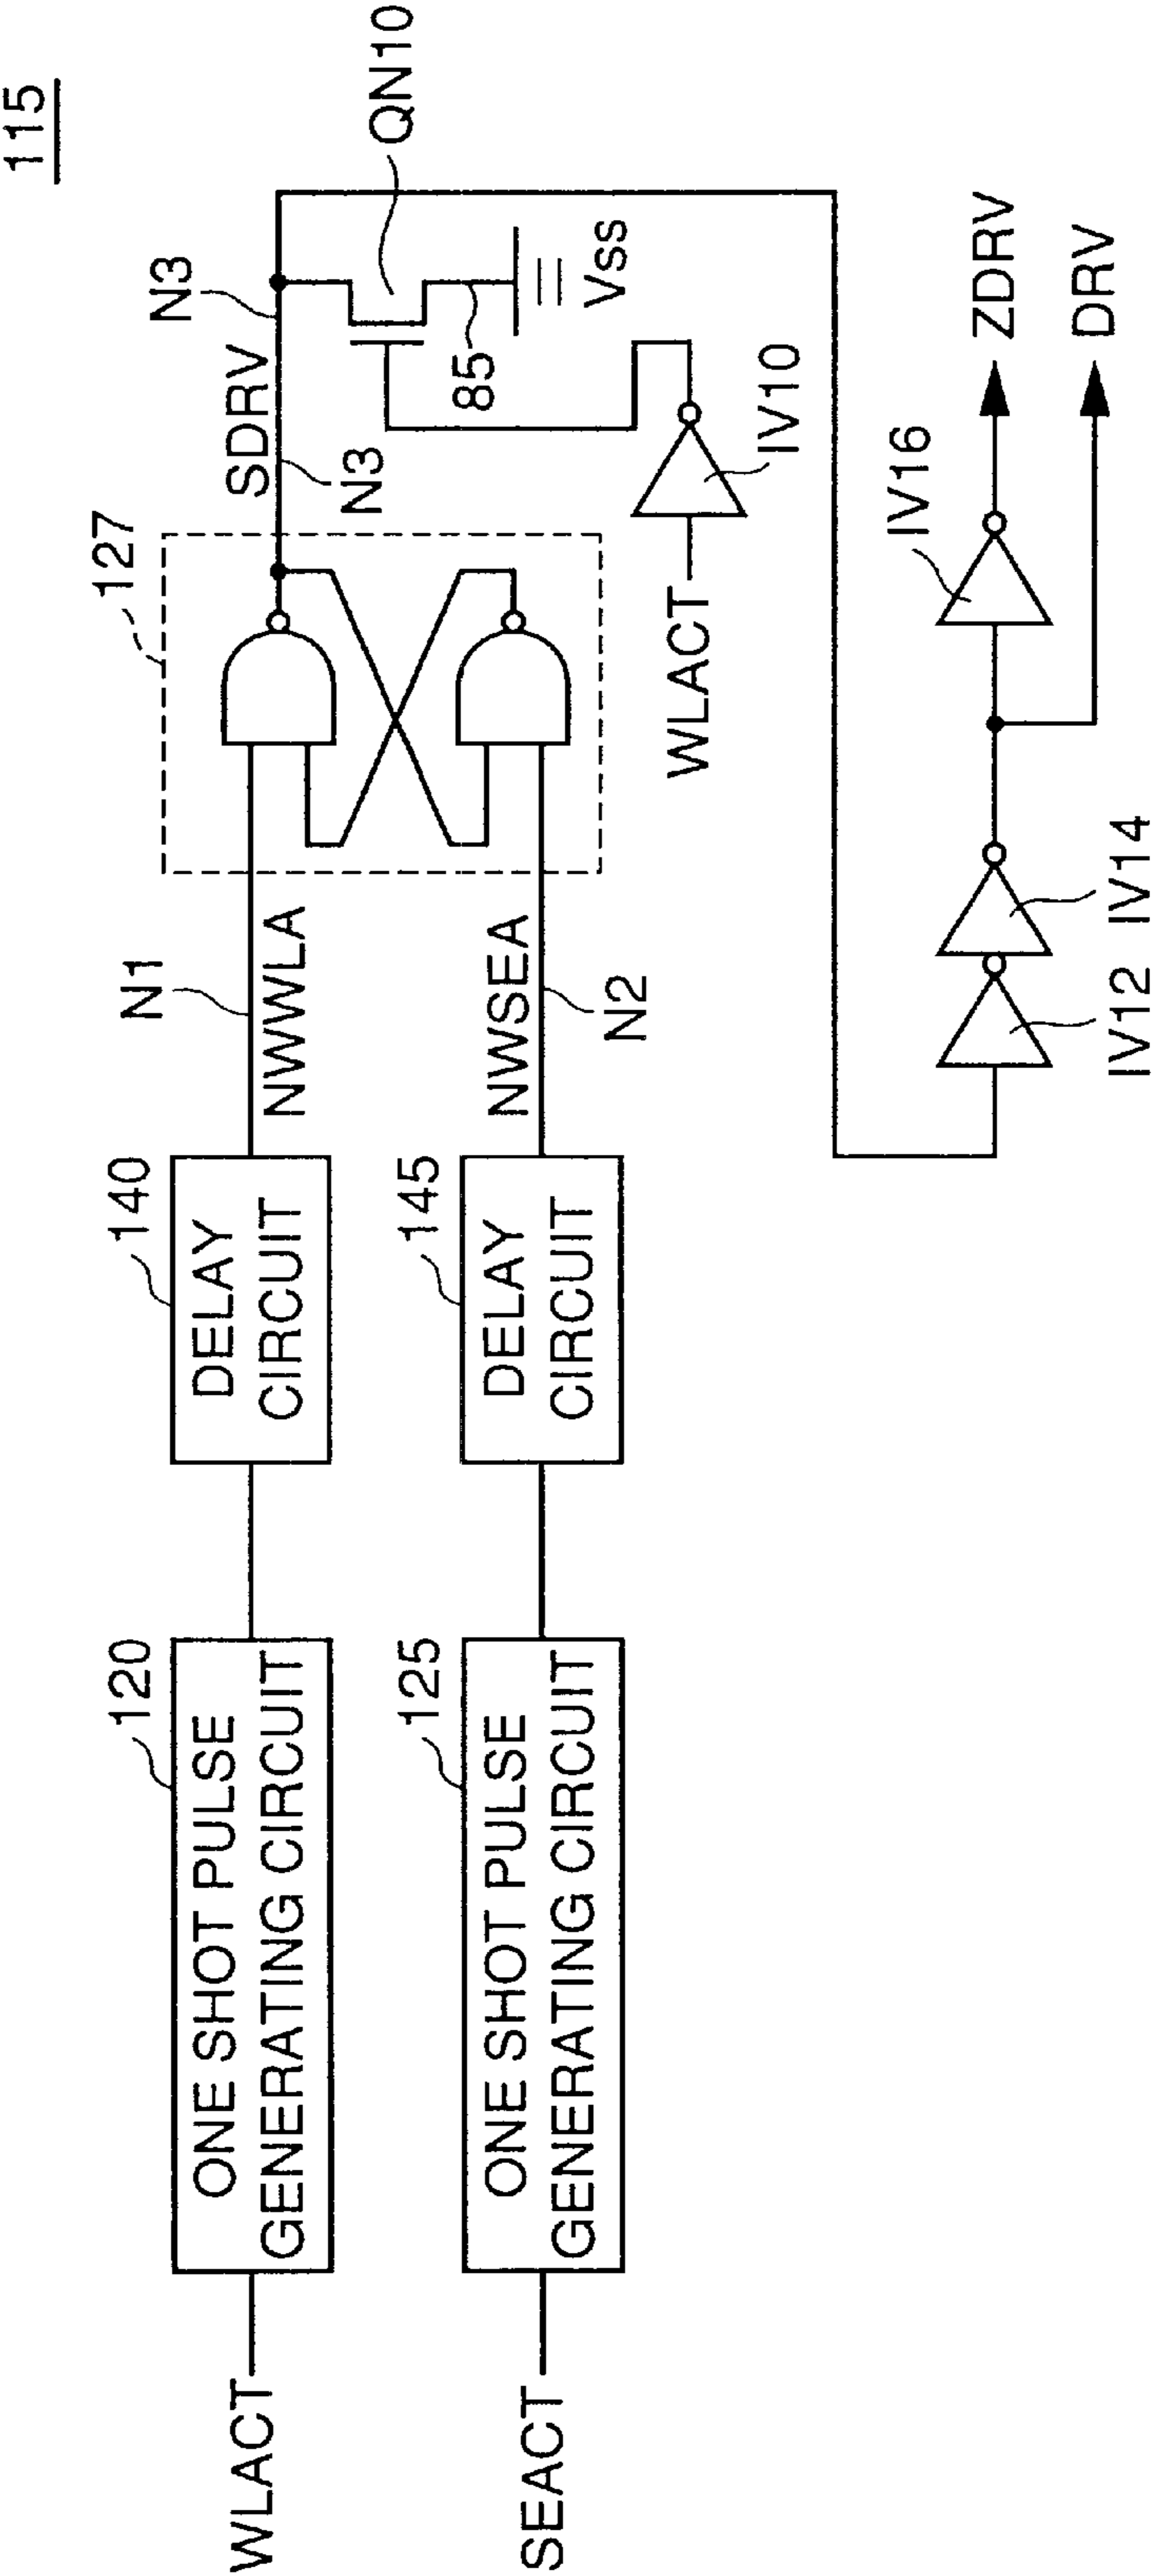 115
WLACT
120
ONE SHOT PULSE
GENERATING CIRCUIT
140
DELAY
CIRCUIT
N1
NWWLA
127
SDRV
N3
N3
QN10
85
Vss
SEACT
125
ONE SHOT PULSE
GENERATING CIRCUIT
145
DELAY
CIRCUIT
NWSEA
N2
WLACT
IV10
IV12
IV14
IV16
ZDRV
DRV